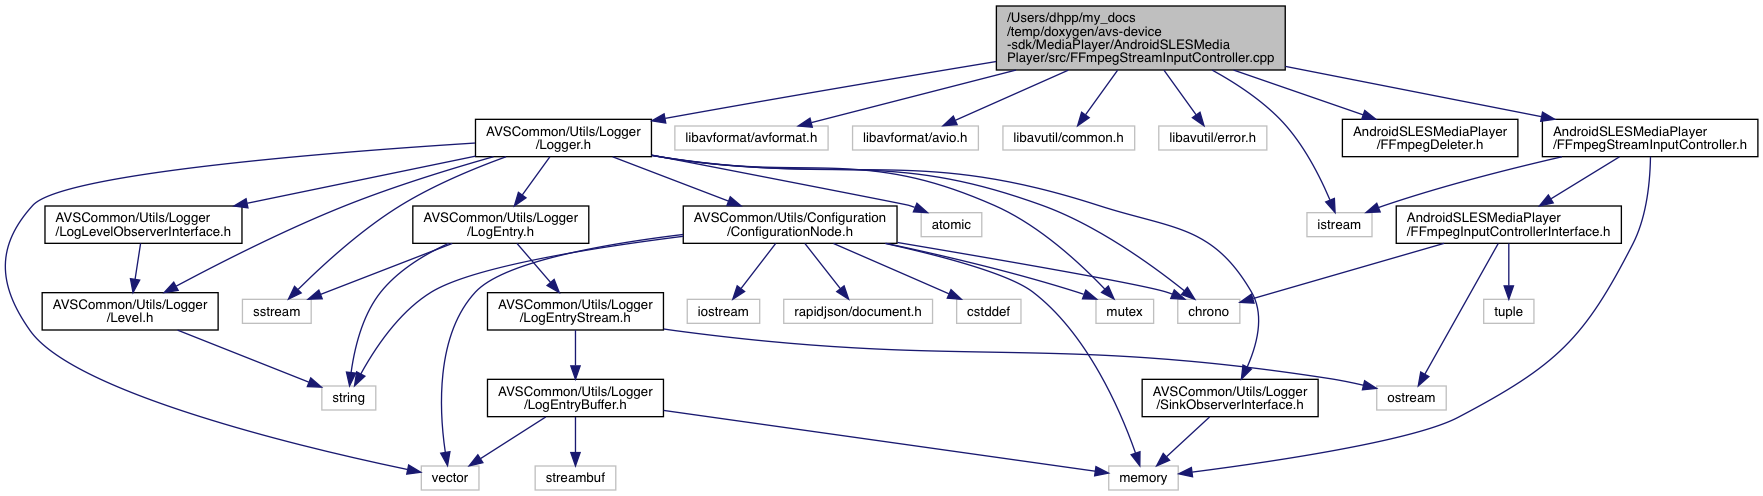 /Users/dhpp/my_docs
/temp/doxygen/avs-device
-sdk/MediaPlayer/AndroidSLESMedia
Player/src/FFmpegStreamInputController.cpp
AVSCommon/Utils/Logger
/Logger.h
libavformat/avformat.h
libavformat/avio.h
libavutil/common.h
libavutil/error.h
AndroidSLESMediaPlayer
/FFmpegDeleter.h
AndroidSLESMediaPlayer
/FFmpegStreamInputController.h
AVSCommon/Utils/Logger
/LogLevelObserverInterface.h
AVSCommon/Utils/Logger
/LogEntry.h
AVSCommon/Utils/Configuration
/ConfigurationNode.h
atomic
istream
AndroidSLESMediaPlayer
/FFmpegInputControllerInterface.h
AVSCommon/Utils/Logger
/Level.h
sstream
AVSCommon/Utils/Logger
/LogEntryStream.h
iostream
rapidjson/document.h
cstddef
mutex
chrono
tuple
string
AVSCommon/Utils/Logger
/LogEntryBuffer.h
AVSCommon/Utils/Logger
/SinkObserverInterface.h
ostream
vector
streambuf
memory